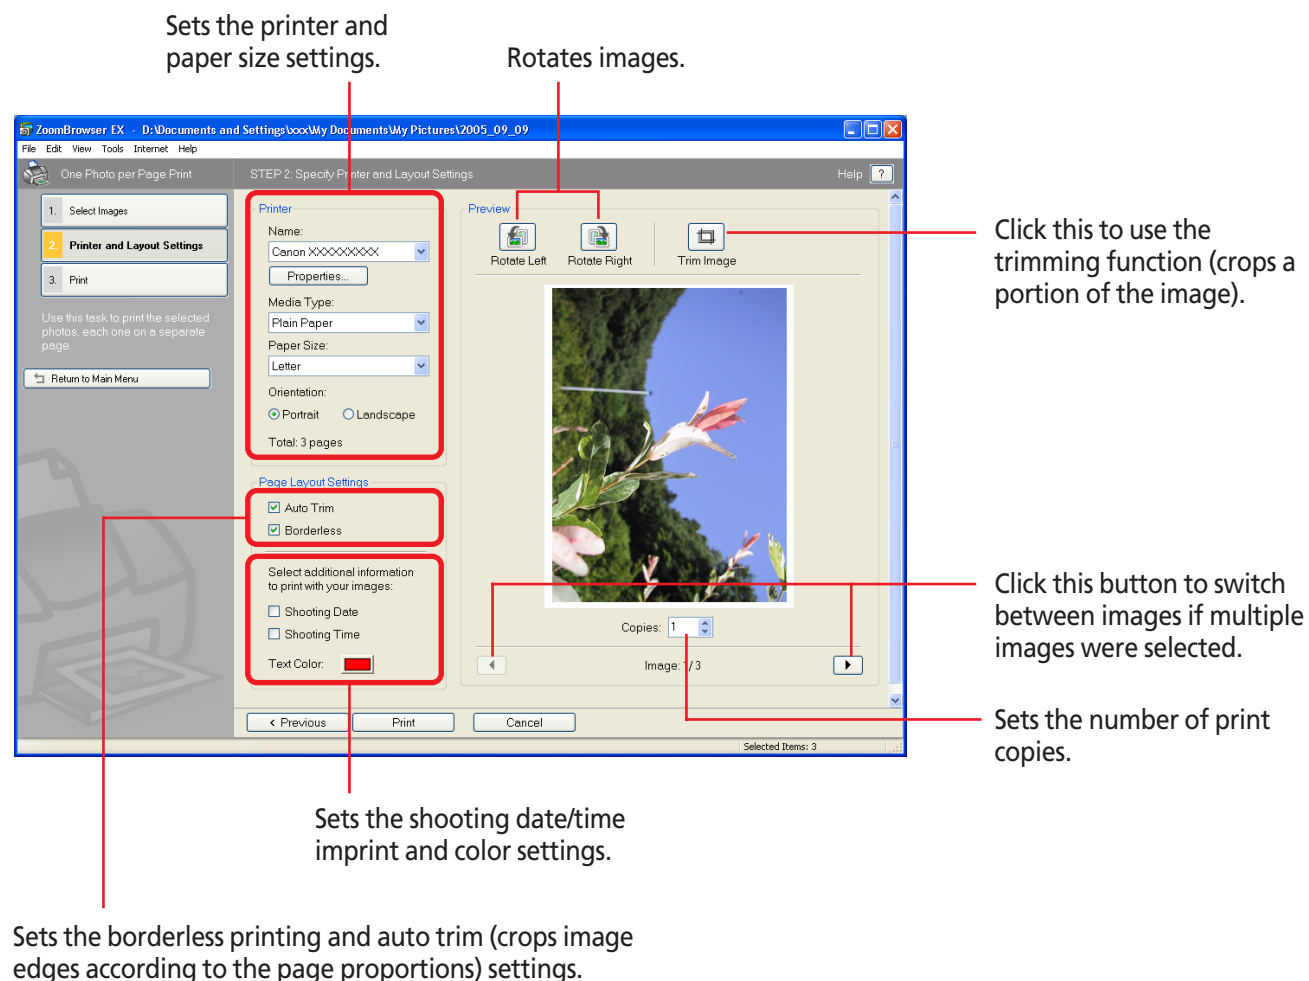 Sets the printer and
paper size settings.
Rotates images.
ZoomBrowser EX - D:\Documents and Settings\xxx\My Documents\My Pictures\2005_09_09
File Edit View Tools Internet Help
One Photo per Page Print
STEP 2: Specify Printer and Layout Settings
Help ?
1. Select Images
2. Printer and Layout Settings
3. Print
Use this task to print the selected
photos, each one on a separate
page.
Return to Main Menu
Printer
Name:
Canon XXXXXXXXX
Properties...
Media Type:
Plain Paper
Paper Size:
Letter
Orientation:
Portrait Landscape
Total: 3 pages
Page Layout Settings
Auto Trim
Borderless
Select additional information
to print with your images:
Shooting Date
Shooting Time
Text Color:
Preview
Rotate Left Rotate Right Trim Image
Copies: 1
Image: 1/3
< Previous Print Cancel
Selected Items: 3
Click this to use the
trimming function (crops a
portion of the image).
Click this button to switch
between images if multiple
images were selected.
Sets the number of print
copies.
Sets the shooting date/time
imprint and color settings.
Sets the borderless printing and auto trim (crops image
edges according to the page proportions) settings.